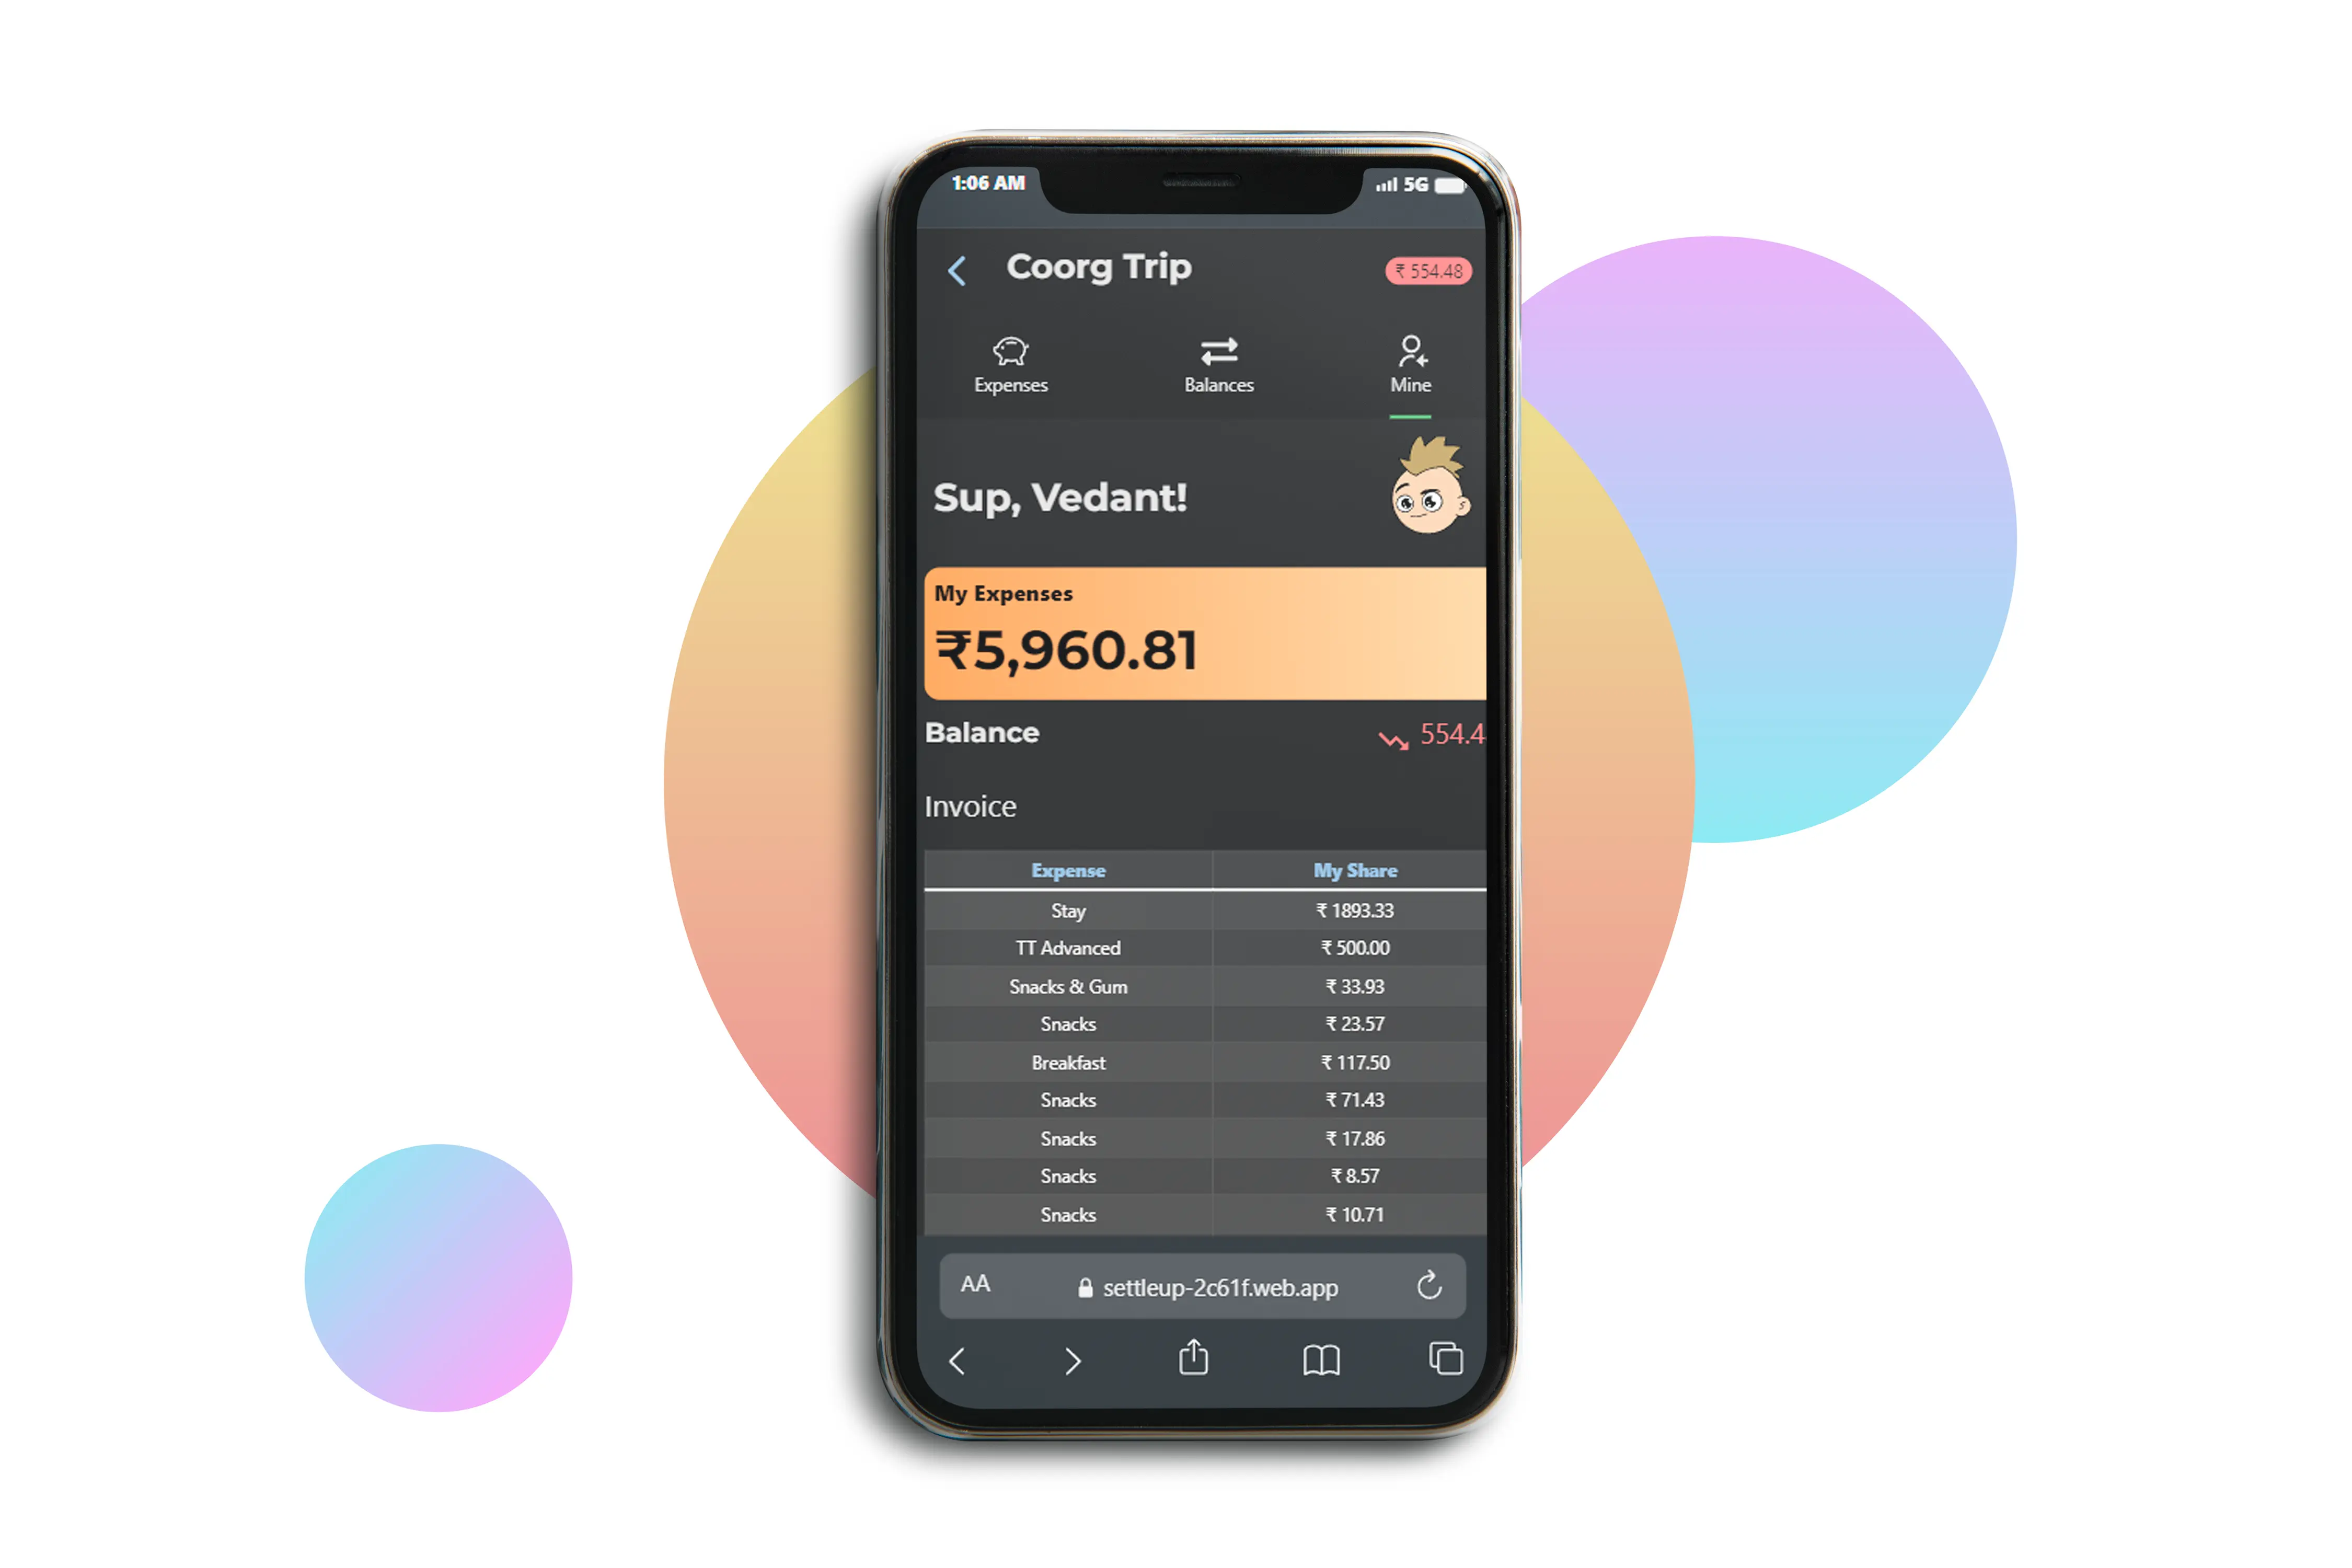 1:06 AM 5G
Coorg Trip ₹ 554.48
Expenses Balances Mine
Sup, Vedant!
My Expenses
₹5,960.81
Balance 554.4
Invoice
Expense My Share
Stay ₹ 1893.33
TT Advanced ₹ 500.00
Snacks & Gum ₹ 33.93
Snacks ₹ 23.57
Breakfast ₹ 117.50
Snacks ₹ 71.43
Snacks ₹ 17.86
Snacks ₹ 8.57
Snacks ₹ 10.71
AA settleup-2c61f.web.app